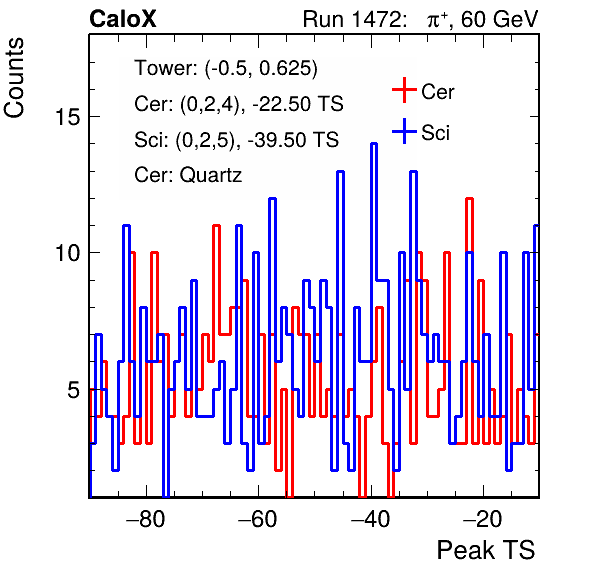 CaloX Run 1472: π⁺, 60 GeV
Counts
Tower: (-0.5, 0.625)
Cer: (0,2,4), -22.50 TS
Sci: (0,2,5), -39.50 TS
Cer: Quartz
Cer
Sci
15
10
5
−80 −60 −40 −20
Peak TS